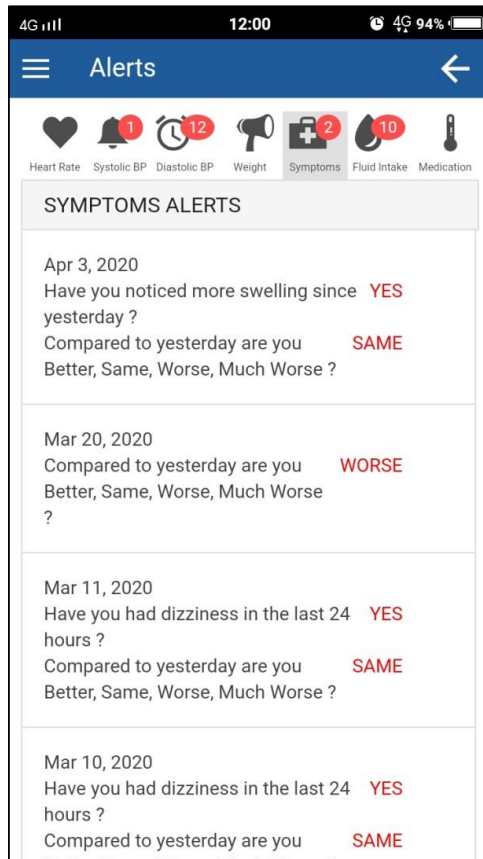 4G 12:00 4G 94%
Alerts
1 12 2 10
Heart Rate Systolic BP Diastolic BP Weight Symptoms Fluid Intake Medication
SYMPTOMS ALERTS
Apr 3, 2020
Have you noticed more swelling since YES
yesterday ?
Compared to yesterday are you SAME
Better, Same, Worse, Much Worse ?
Mar 20, 2020
Compared to yesterday are you WORSE
Better, Same, Worse, Much Worse
?
Mar 11, 2020
Have you had dizziness in the last 24 YES
hours ?
Compared to yesterday are you SAME
Better, Same, Worse, Much Worse ?
Mar 10, 2020
Have you had dizziness in the last 24 YES
hours ?
Compared to yesterday are you SAME